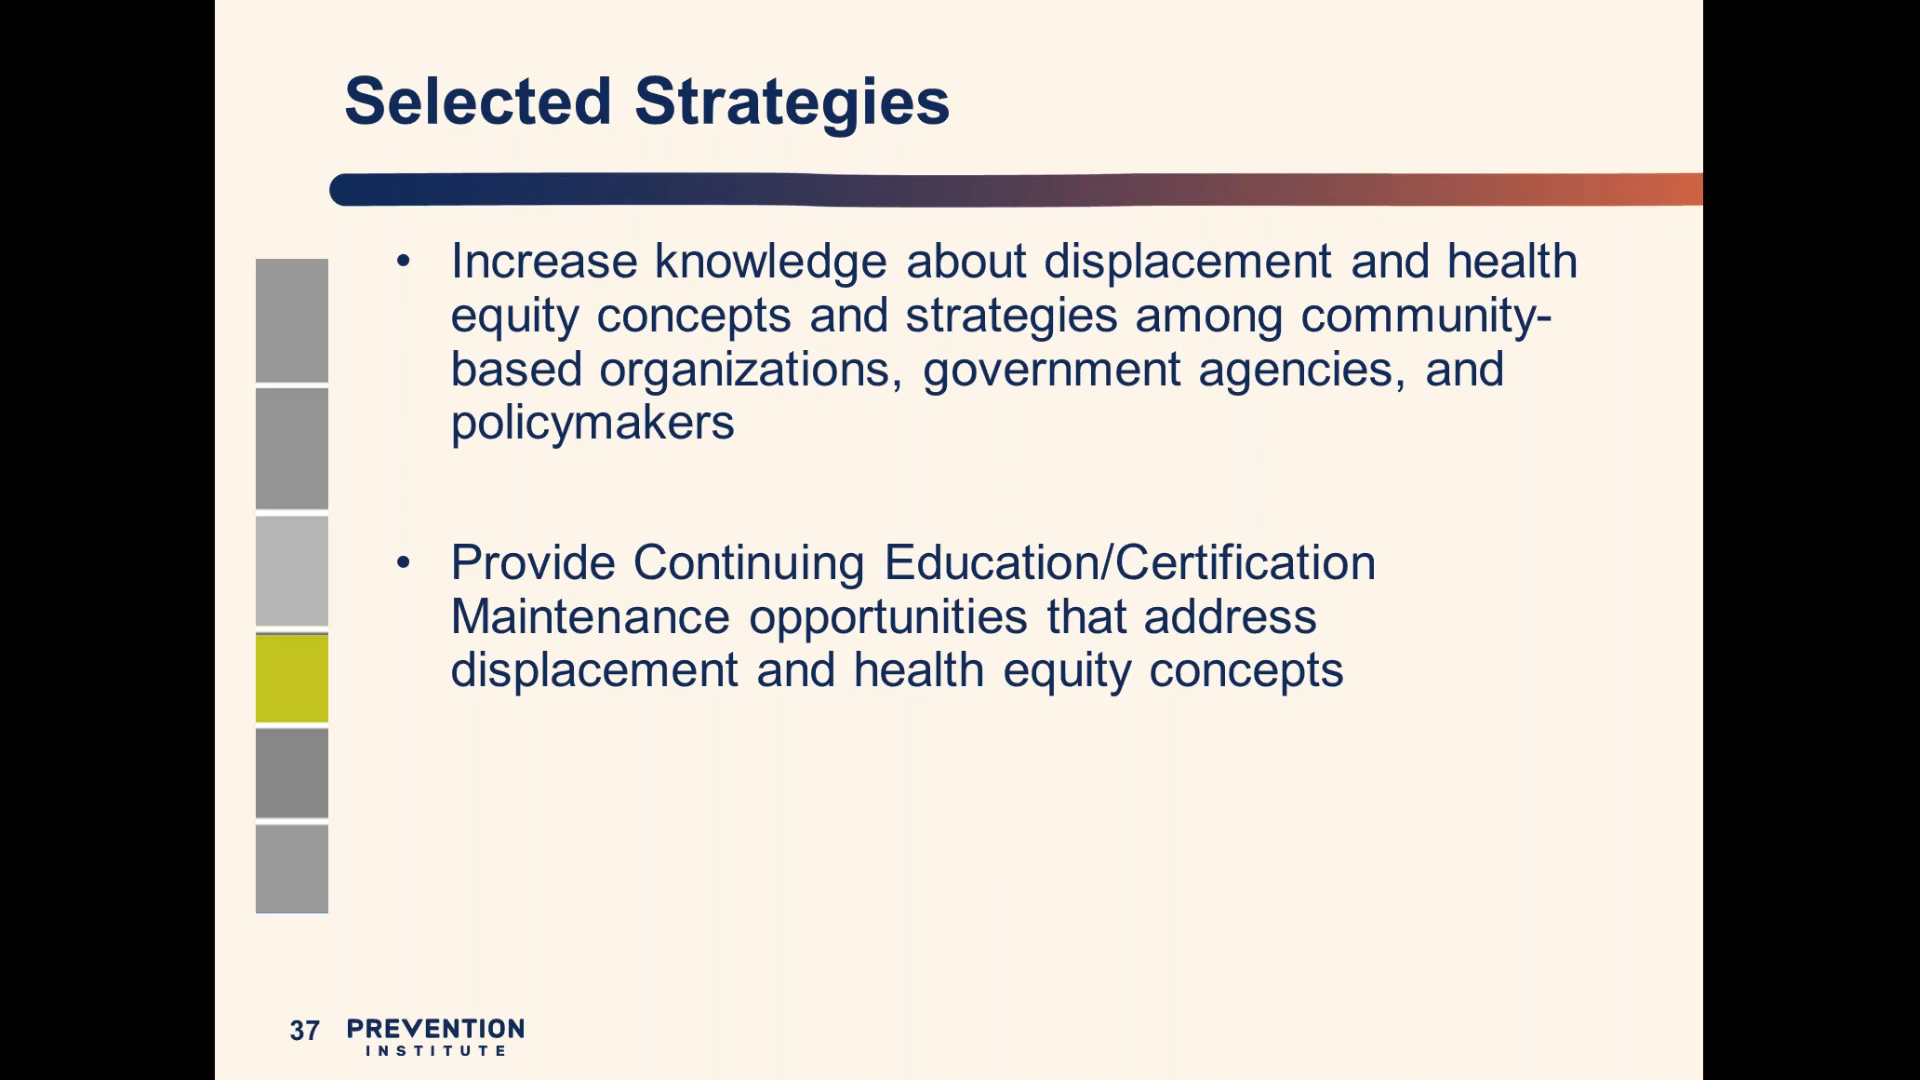 Selected Strategies
• Increase knowledge about displacement and health
equity concepts and strategies among community-
based organizations, government agencies, and
policymakers
• Provide Continuing Education/Certification
Maintenance opportunities that address
displacement and health equity concepts
37 PREVENTION
INSTITUTE